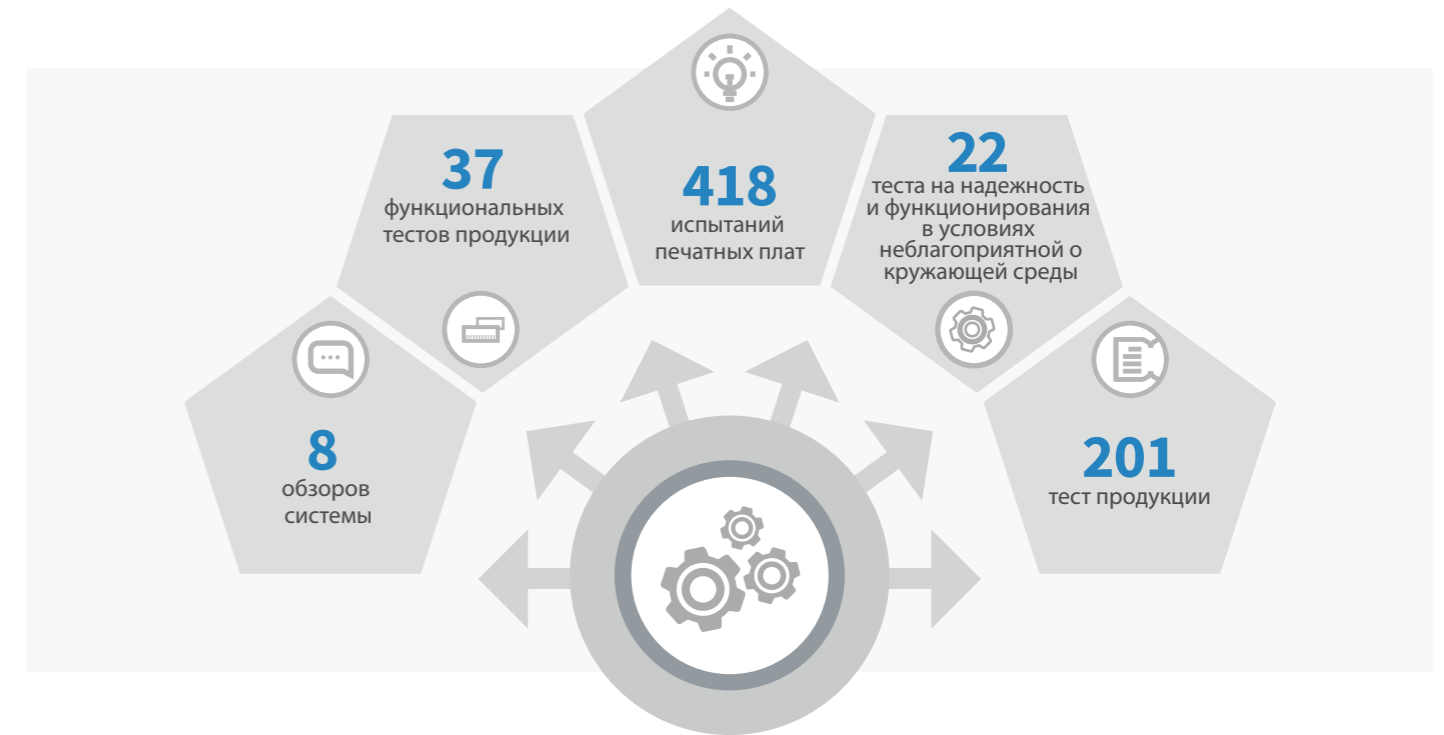 8
обзоров
системы
37
функциональных
тестов продукции
418
испытаний
печатных плат
22
теста на надежность
и функционирования
в условиях
неблагоприятной о
кружающей среды
201
тест продукции